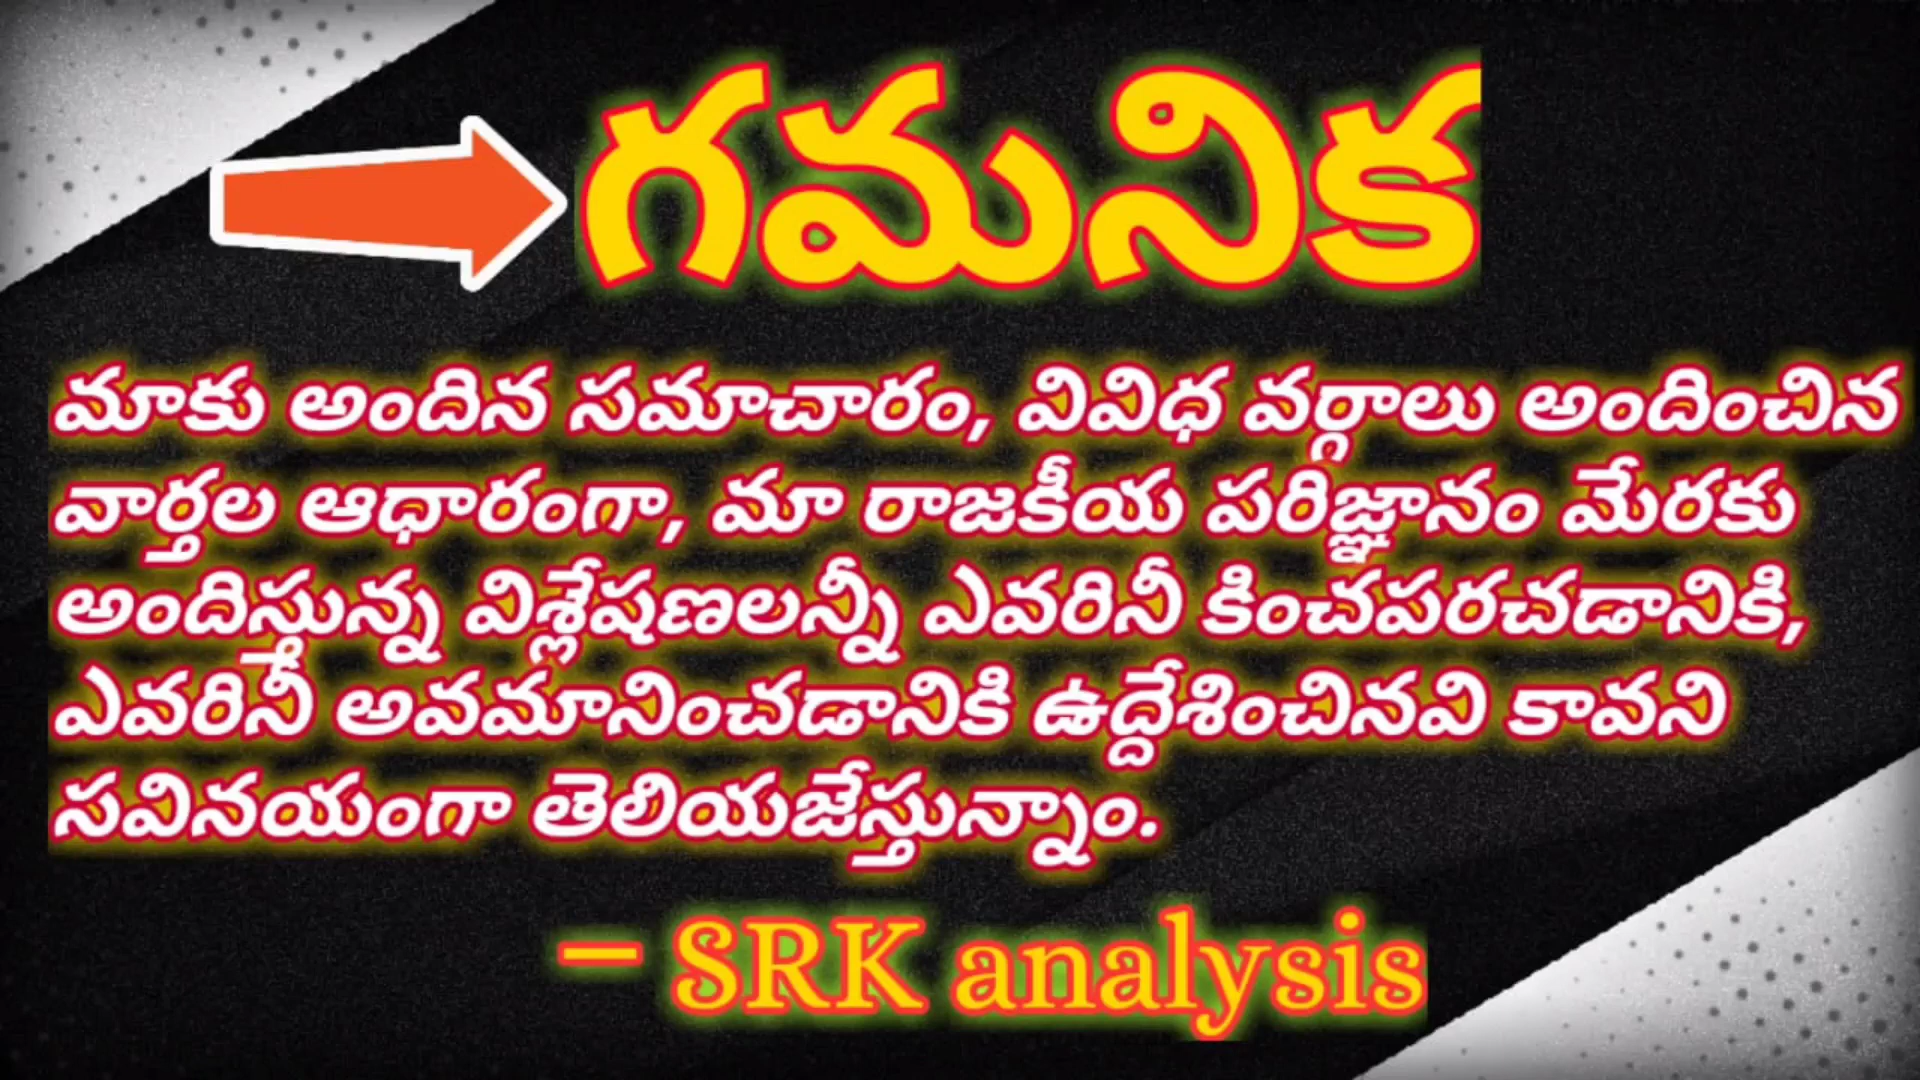 గమనిక
మాకు అందిన సమాచారం, వివిధ వర్గాలు అందించిన
వార్తల ఆధారంగా, మా రాజకీయ పరిజ్ఞానం మేరకు
అందిస్తున్న విశ్లేషణలన్నీ ఎవరినీ కించపరచడానికి,
ఎవరినీ అవమానించడానికి ఉద్దేశించినవి కావని
సవినయంగా తెలియజేస్తున్నాం.
– SRK analysis